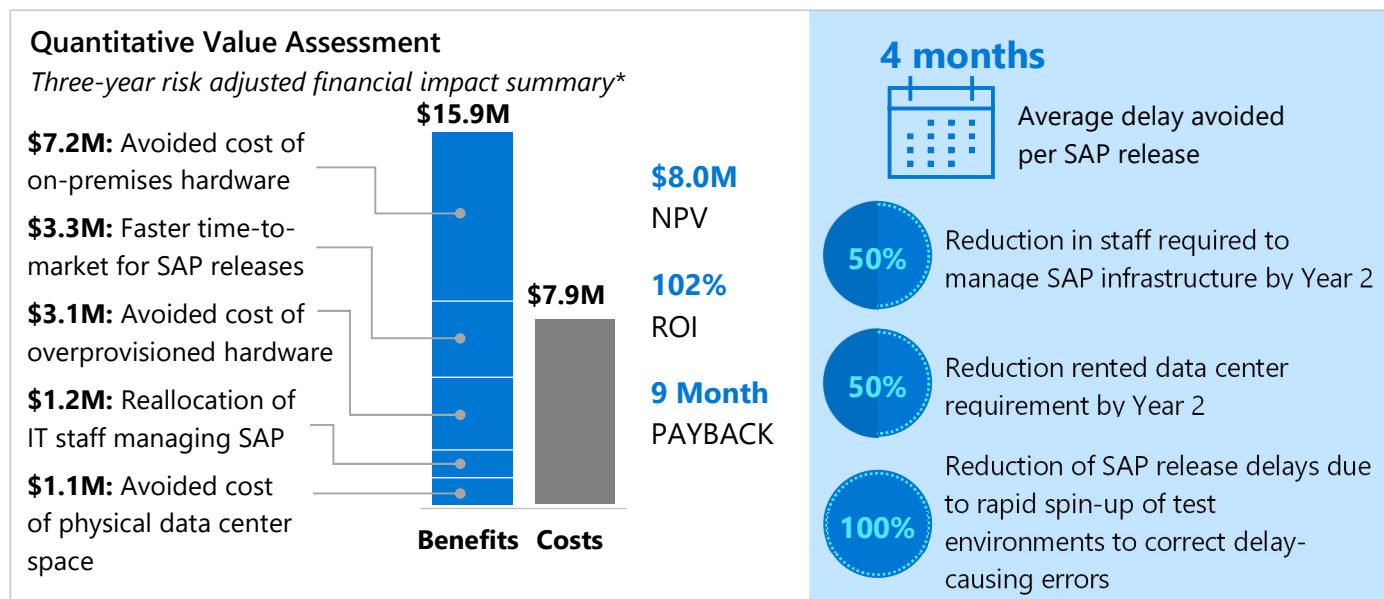 Quantitative Value Assessment
Three-year risk adjusted financial impact summary*
$7.2M: Avoided cost of
on-premises hardware
$3.3M: Faster time-to-
market for SAP releases
$3.1M: Avoided cost of
overprovisioned hardware
$1.2M: Reallocation of
IT staff managing SAP
$1.1M: Avoided cost
of physical data center
space
$15.9M
$7.9M
Benefits
Costs
$8.0M
NPV
102%
ROI
9 Month
PAYBACK
4 months
Average delay avoided
per SAP release
50%
Reduction in staff required to
manage SAP infrastructure by Year 2
50%
Reduction rented data center
requirement by Year 2
100%
Reduction of SAP release delays due
to rapid spin-up of test
environments to correct delay-
causing errors